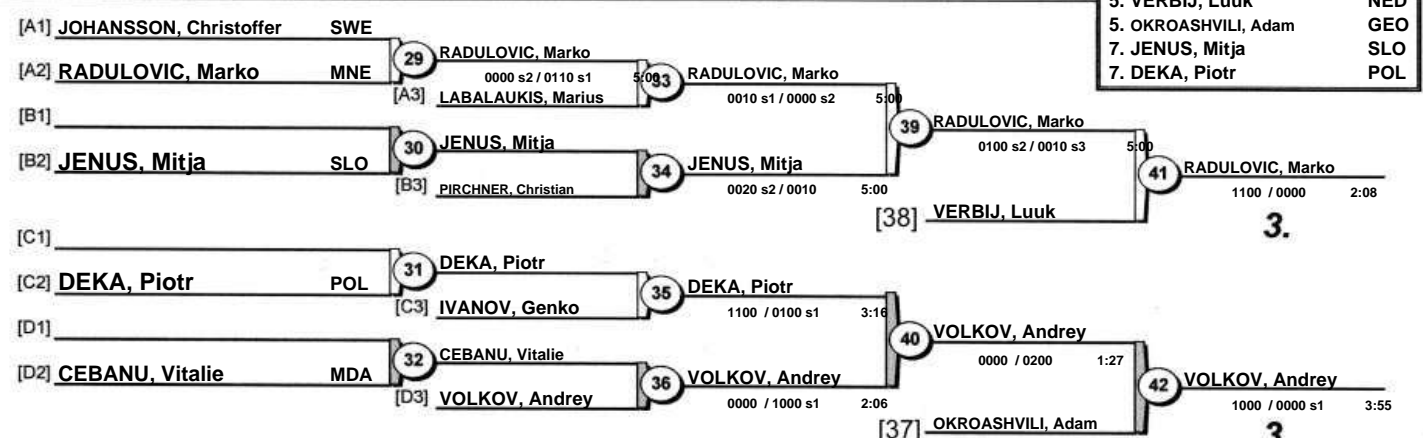 5. VERBIJ, Luuk NED
5. OKROASHVILI, Adam GEO
7. JENUS, Mitja SLO
7. DEKA, Piotr POL
[A1] JOHANSSON, Christoffer SWE
[A2] RADULOVIC, Marko MNE
29
RADULOVIC, Marko
0000 s2 / 0110 s1 5:00
[A3] LABALAUKIS, Marius
33
RADULOVIC, Marko
0010 s1 / 0000 s2 5:00
[B1]
[B2] JENUS, Mitja SLO
30
JENUS, Mitja
[B3] PIRCHNER, Christian
34
JENUS, Mitja
0020 s2 / 0010 5:00
39
RADULOVIC, Marko
0100 s2 / 0010 s3 5:00
[38] VERBIJ, Luuk
41
RADULOVIC, Marko
1100 / 0000 2:08
3.
[C1]
[C2] DEKA, Piotr POL
31
DEKA, Piotr
[C3] IVANOV, Genko
35
DEKA, Piotr
1100 / 0100 s1 3:16
[D1]
[D2] CEBANU, Vitalie MDA
32
CEBANU, Vitalie
[D3] VOLKOV, Andrey
36
VOLKOV, Andrey
0000 / 1000 s1 2:06
40
VOLKOV, Andrey
0000 / 0200 1:27
[37] OKROASHVILI, Adam
42
VOLKOV, Andrey
1000 / 0000 s1 3:55
3.